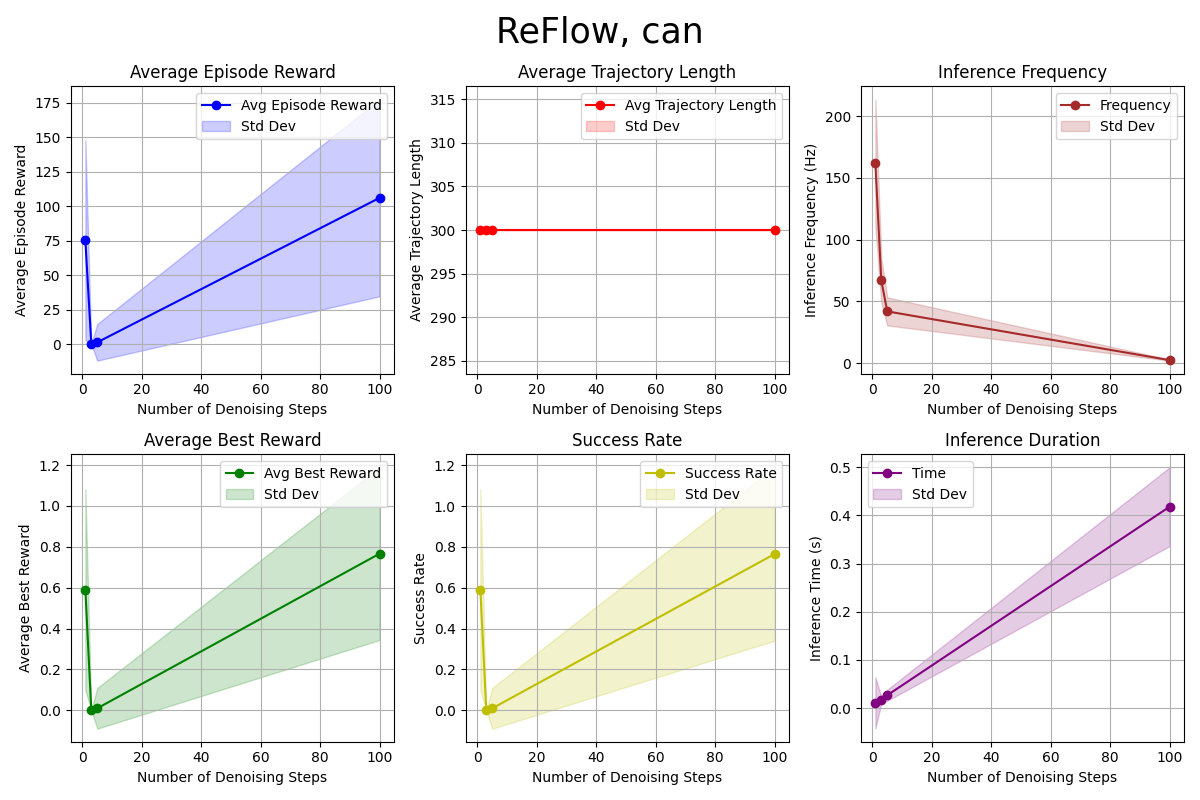 ReFlow, can
Average Episode Reward
Average Episode Reward
175
150
125
100
75
50
25
0
Avg Episode Reward
Std Dev
0 20 40 60 80 100
Number of Denoising Steps
Average Trajectory Length
Average Trajectory Length
315
310
305
300
295
290
285
Avg Trajectory Length
Std Dev
0 20 40 60 80 100
Number of Denoising Steps
Inference Frequency
Inference Frequency (Hz)
200
150
100
50
0
Frequency
Std Dev
0 20 40 60 80 100
Number of Denoising Steps
Average Best Reward
Average Best Reward
1.2
1.0
0.8
0.6
0.4
0.2
0.0
Avg Best Reward
Std Dev
0 20 40 60 80 100
Number of Denoising Steps
Success Rate
Success Rate
1.2
1.0
0.8
0.6
0.4
0.2
0.0
Success Rate
Std Dev
0 20 40 60 80 100
Number of Denoising Steps
Inference Duration
Inference Time (s)
0.5
0.4
0.3
0.2
0.1
0.0
Time
Std Dev
0 20 40 60 80 100
Number of Denoising Steps